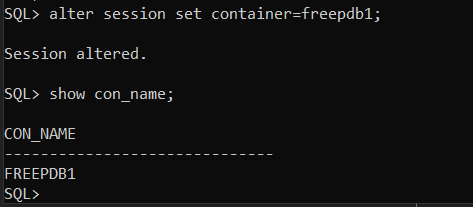 SQL> alter session set container=freepdb1;
Session altered.
SQL> show con_name;
CON_NAME
------------------------------
FREEPDB1
SQL>